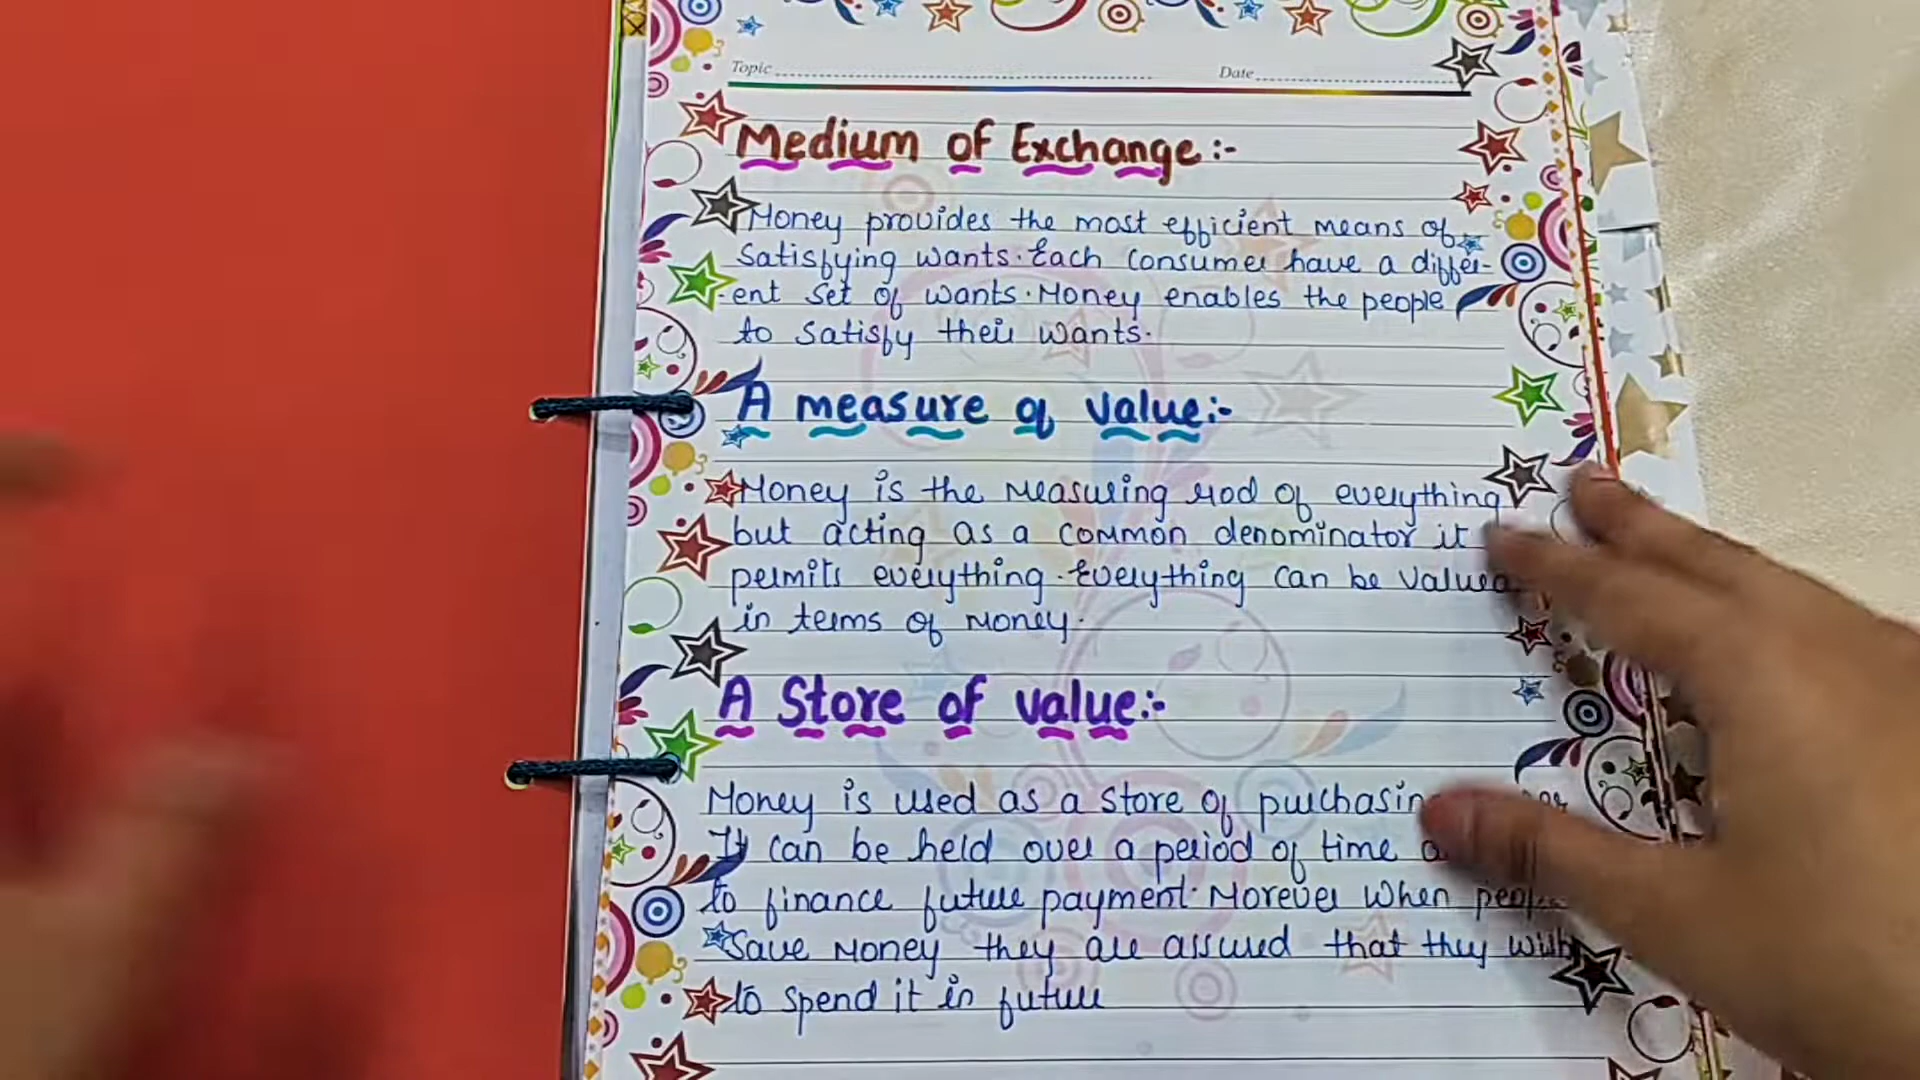 Topic
Date
Medium of Exchange:-
Money provides the most efficient means of
satisfying wants. Each consumer have a differ-
-ent set of wants. Money enables the people
to satisfy their wants.
A measure of value:-
Money is the measuring rod of everything
but acting as a common denominator it
permits everything. Everything can be valued
in terms of money.
A Store of value:-
Money is used as a store of
It can be held over a period of time
to finance future payment. Morever when
Save money they are assured that they wish
to spend it in future